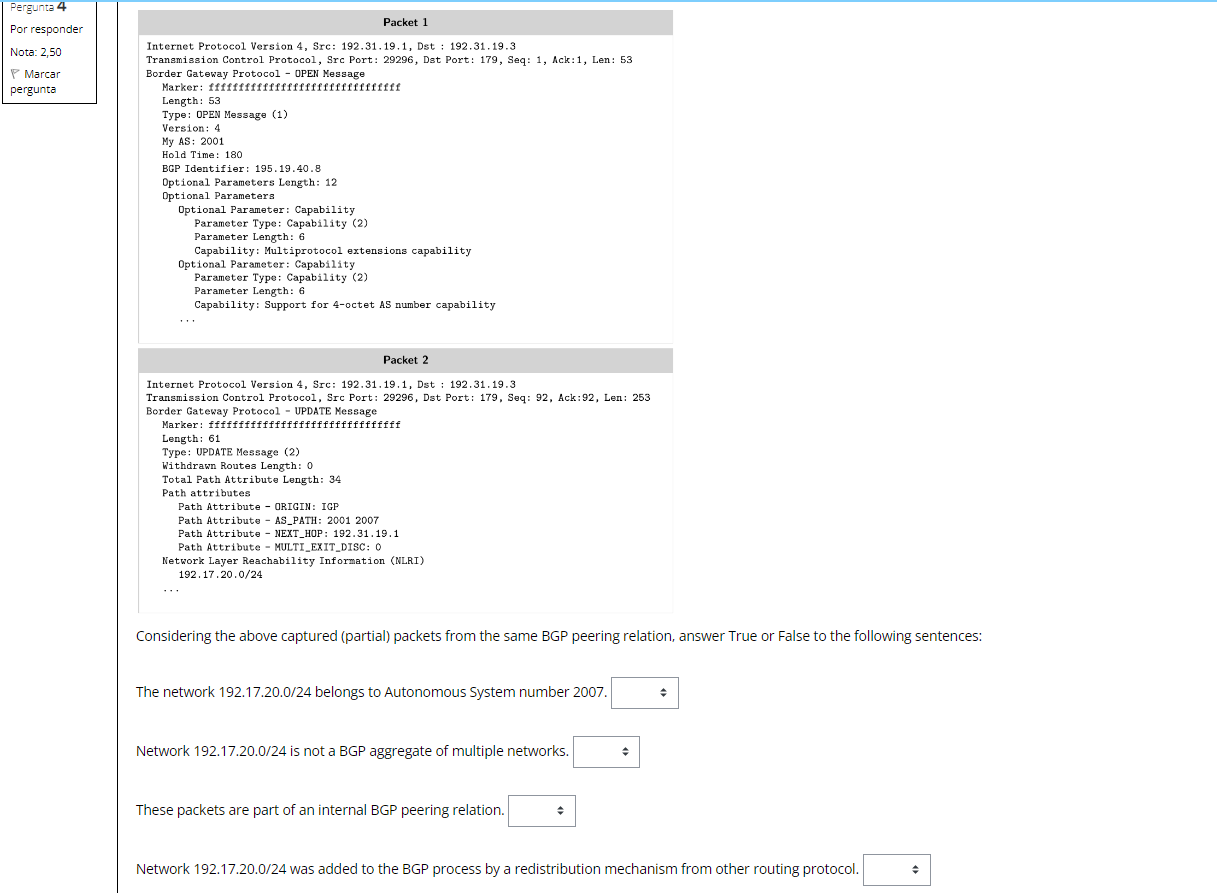 Pergunta 4
Por responder
Nota: 2,50
Marcar
pergunta
Packet 1
Internet Protocol Version 4, Src: 192.31.19.1, Dst : 192.31.19.3
Transmission Control Protocol, Src Port: 29296, Dst Port: 179, Seq: 1, Ack:1, Len: 53
Border Gateway Protocol - OPEN Message
Marker: ffffffffffffffffffffffffffffffff
Length: 53
Type: OPEN Message (1)
Version: 4
My AS: 2001
Hold Time: 180
BGP Identifier: 195.19.40.8
Optional Parameters Length: 12
Optional Parameters
Optional Parameter: Capability
Parameter Type: Capability (2)
Parameter Length: 6
Capability: Multiprotocol extensions capability
Optional Parameter: Capability
Parameter Type: Capability (2)
Parameter Length: 6
Capability: Support for 4-octet AS number capability
...
Packet 2
Internet Protocol Version 4, Src: 192.31.19.1, Dst : 192.31.19.3
Transmission Control Protocol, Src Port: 29296, Dst Port: 179, Seq: 92, Ack:92, Len: 253
Border Gateway Protocol - UPDATE Message
Marker: ffffffffffffffffffffffffffffffff
Length: 61
Type: UPDATE Message (2)
Withdrawn Routes Length: 0
Total Path Attribute Length: 34
Path attributes
Path Attribute - ORIGIN: IGP
Path Attribute - AS_PATH: 2001 2007
Path Attribute - NEXT_HOP: 192.31.19.1
Path Attribute - MULTI_EXIT_DISC: 0
Network Layer Reachability Information (NLRI)
192.17.20.0/24
...
Considering the above captured (partial) packets from the same BGP peering relation, answer True or False to the following sentences:
The network 192.17.20.0/24 belongs to Autonomous System number 2007.
Network 192.17.20.0/24 is not a BGP aggregate of multiple networks.
These packets are part of an internal BGP peering relation.
Network 192.17.20.0/24 was added to the BGP process by a redistribution mechanism from other routing protocol.